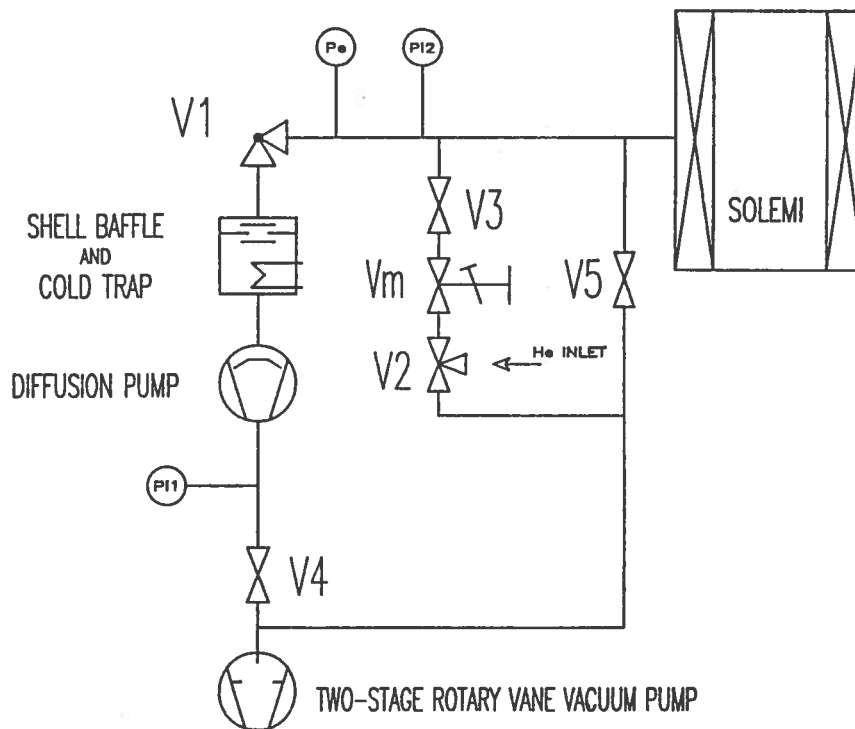 Pe
PI2
V1
SOLEMI
SHELL BAFFLE
AND
COLD TRAP
V3
Vm
V5
V2
He INLET
DIFFUSION PUMP
PI1
V4
TWO-STAGE ROTARY VANE VACUUM PUMP